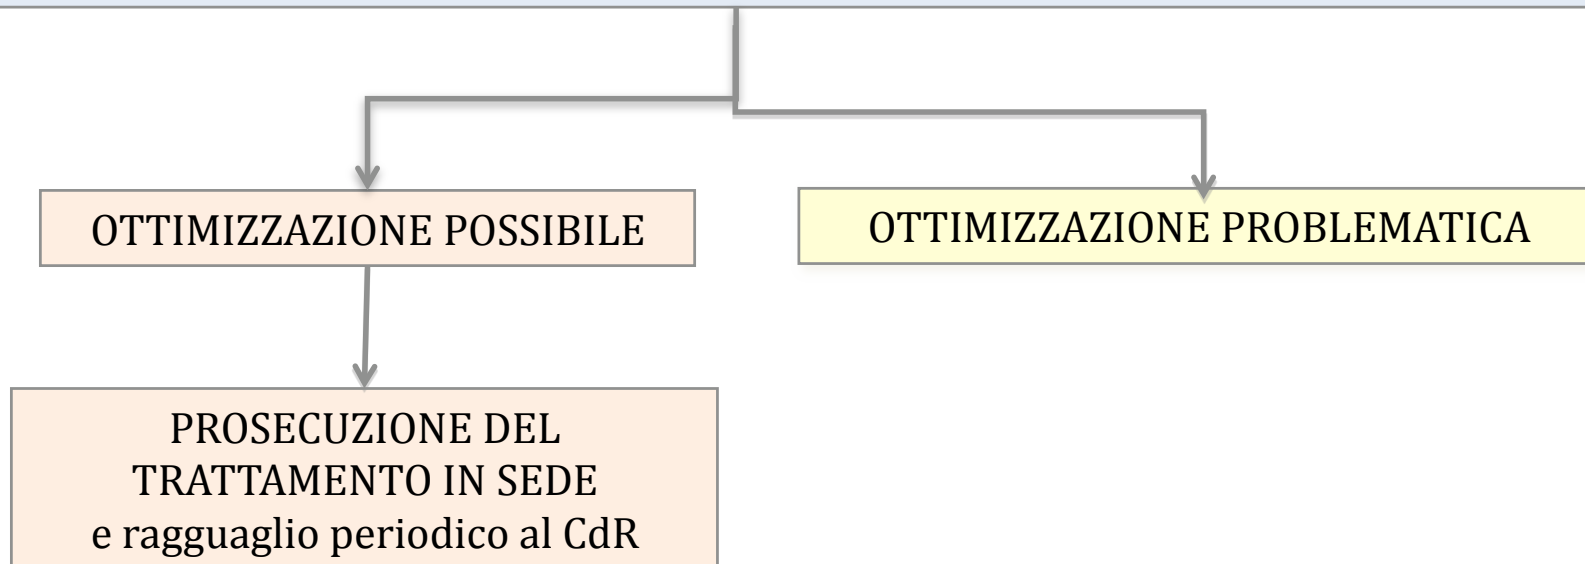 OTTIMIZZAZIONE POSSIBILE
OTTIMIZZAZIONE PROBLEMATICA
PROSECUZIONE DEL
TRATTAMENTO IN SEDE
e ragguaglio periodico al CdR